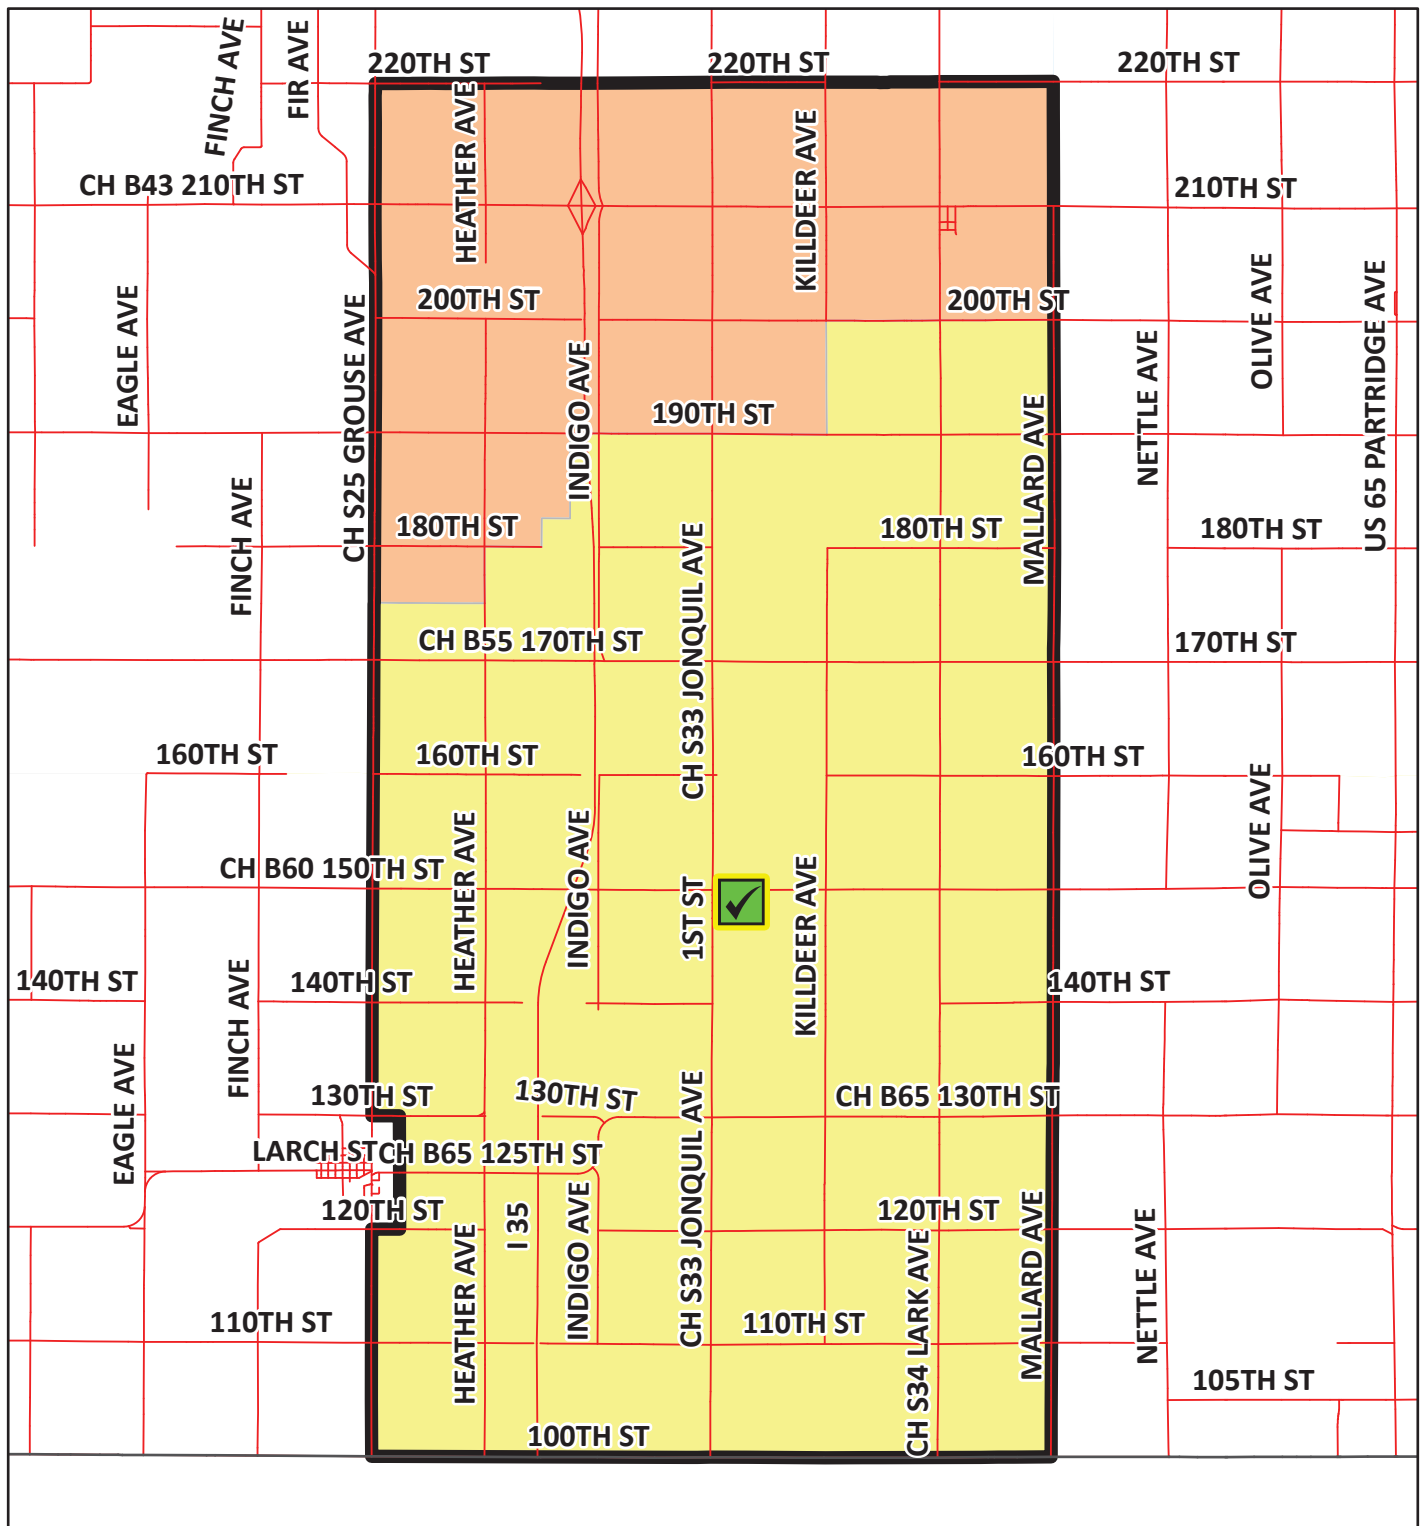 FINCH AVE
FIR AVE
220TH ST
220TH ST
220TH ST
HEATHER AVE
KILLDEER AVE
CH B43 210TH ST
210TH ST
EAGLE AVE
CH S25 GROUSE AVE
200TH ST
200TH ST
OLIVE AVE
US 65 PARTRIDGE AVE
INDIGO AVE
NETTLE AVE
190TH ST
MALLARD AVE
FINCH AVE
180TH ST
CH S33 JONQUIL AVE
180TH ST
180TH ST
CH B55 170TH ST
170TH ST
160TH ST
160TH ST
160TH ST
OLIVE AVE
HEATHER AVE
INDIGO AVE
CH B60 150TH ST
1ST ST
KILLDEER AVE
140TH ST
140TH ST
140TH ST
FINCH AVE
EAGLE AVE
130TH ST
130TH ST
CH B65 130TH ST
CH S33 JONQUIL AVE
LARCH ST
CH B65 125TH ST
120TH ST
I 35
INDIGO AVE
120TH ST
MALLARD AVE
NETTLE AVE
HEATHER AVE
CH S34 LARK AVE
110TH ST
110TH ST
105TH ST
100TH ST